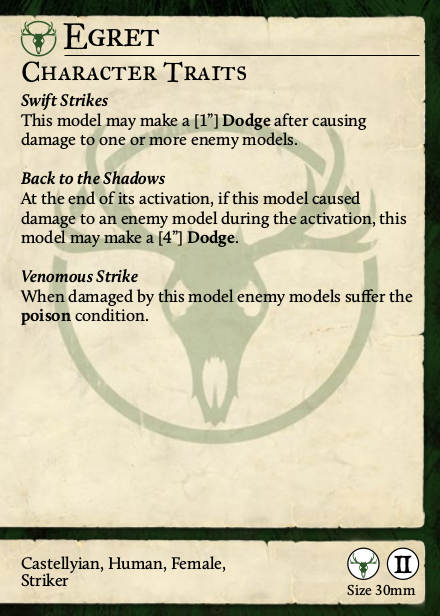 Egret
Character Traits
Swift Strikes
This model may make a [1”] Dodge after causing
damage to one or more enemy models.
Back to the Shadows
At the end of its activation, if this model caused
damage to an enemy model during the activation, this
model may make a [4”] Dodge.
Venomous Strike
When damaged by this model enemy models suffer the
poison condition.
Castellyian, Human, Female,
Striker
II
Size 30mm